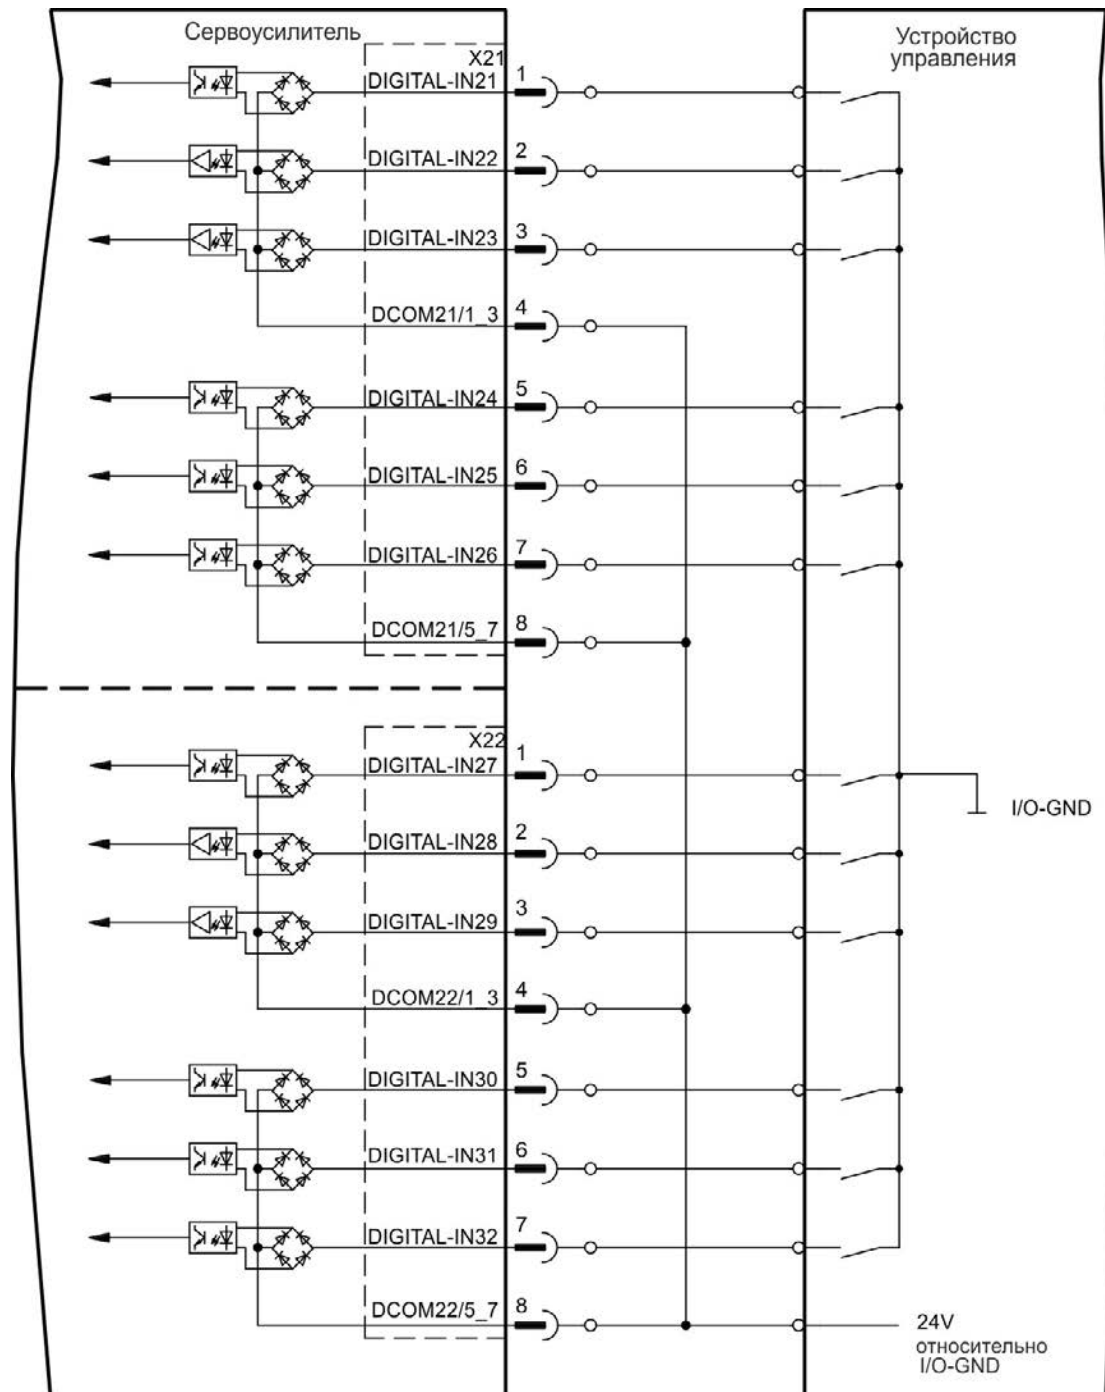 Сервоусилитель
Устройство
управления
X21
DIGITAL-IN21 1
DIGITAL-IN22 2
DIGITAL-IN23 3
DCOM21/1_3 4
DIGITAL-IN24 5
DIGITAL-IN25 6
DIGITAL-IN26 7
DCOM21/5_7 8
X22
DIGITAL-IN27 1
I/O-GND
DIGITAL-IN28 2
DIGITAL-IN29 3
DCOM22/1_3 4
DIGITAL-IN30 5
DIGITAL-IN31 6
DIGITAL-IN32 7
DCOM22/5_7 8
24V
относительно
I/O-GND